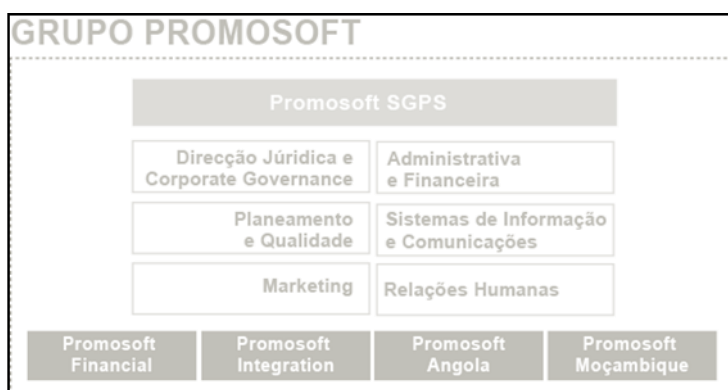 GRUPO PROMOSOFT
Promosoft SGPS
Direcção Júridica e
Corporate Governance
Administrativa
e Financeira
Planeamento
e Qualidade
Sistemas de Informação
e Comunicações
Marketing
Relações Humanas
Promosoft
Financial
Promosoft
Integration
Promosoft
Angola
Promosoft
Moçambique